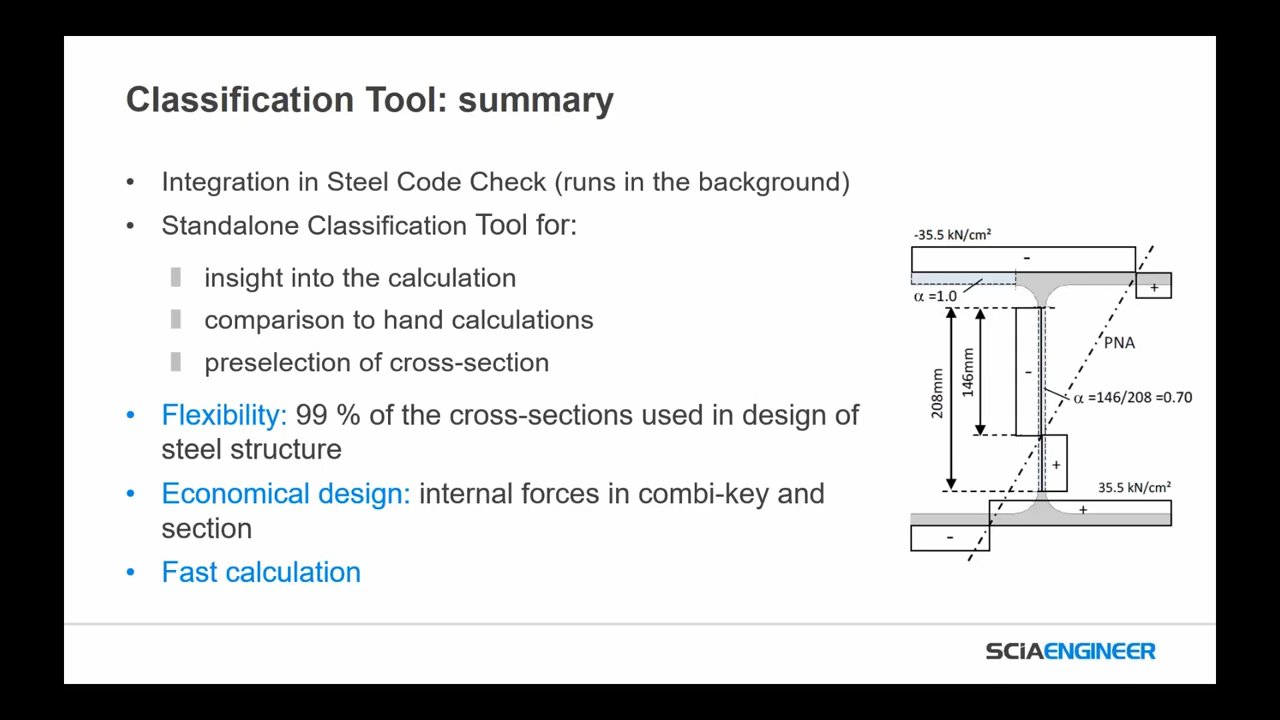 Classification Tool: summary
• Integration in Steel Code Check (runs in the background)
• Standalone Classification Tool for:
insight into the calculation
comparison to hand calculations
preselection of cross-section
• Flexibility: 99 % of the cross-sections used in design of
steel structure
• Economical design: internal forces in combi-key and
section
• Fast calculation
-35.5 kN/cm²
-
+
α =1.0
PNA
208mm
146mm
-
α =146/208 =0.70
+
35.5 kN/cm²
+
-
SCiAENGINEER